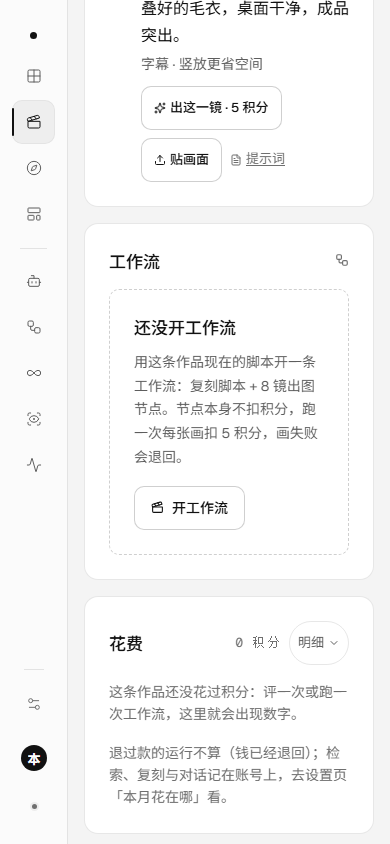 叠好的毛衣，桌面干净，成品
突出。
字幕 · 竖放更省空间
出这一镜 · 5 积分
贴画面
提示词
工作流
还没开工作流
用这条作品现在的脚本开一条
工作流：复刻脚本 + 8 镜出图
节点。节点本身不扣积分，跑
一次每张画扣 5 积分，画失败
会退回。
开工作流
花费
0 积分
明细
这条作品还没花过积分：评一次或跑一
次工作流，这里就会出现数字。
退过款的运行不算（钱已经退回）；检
索、复刻与对话记在账号上，去设置页
「本月花在哪」看。
本